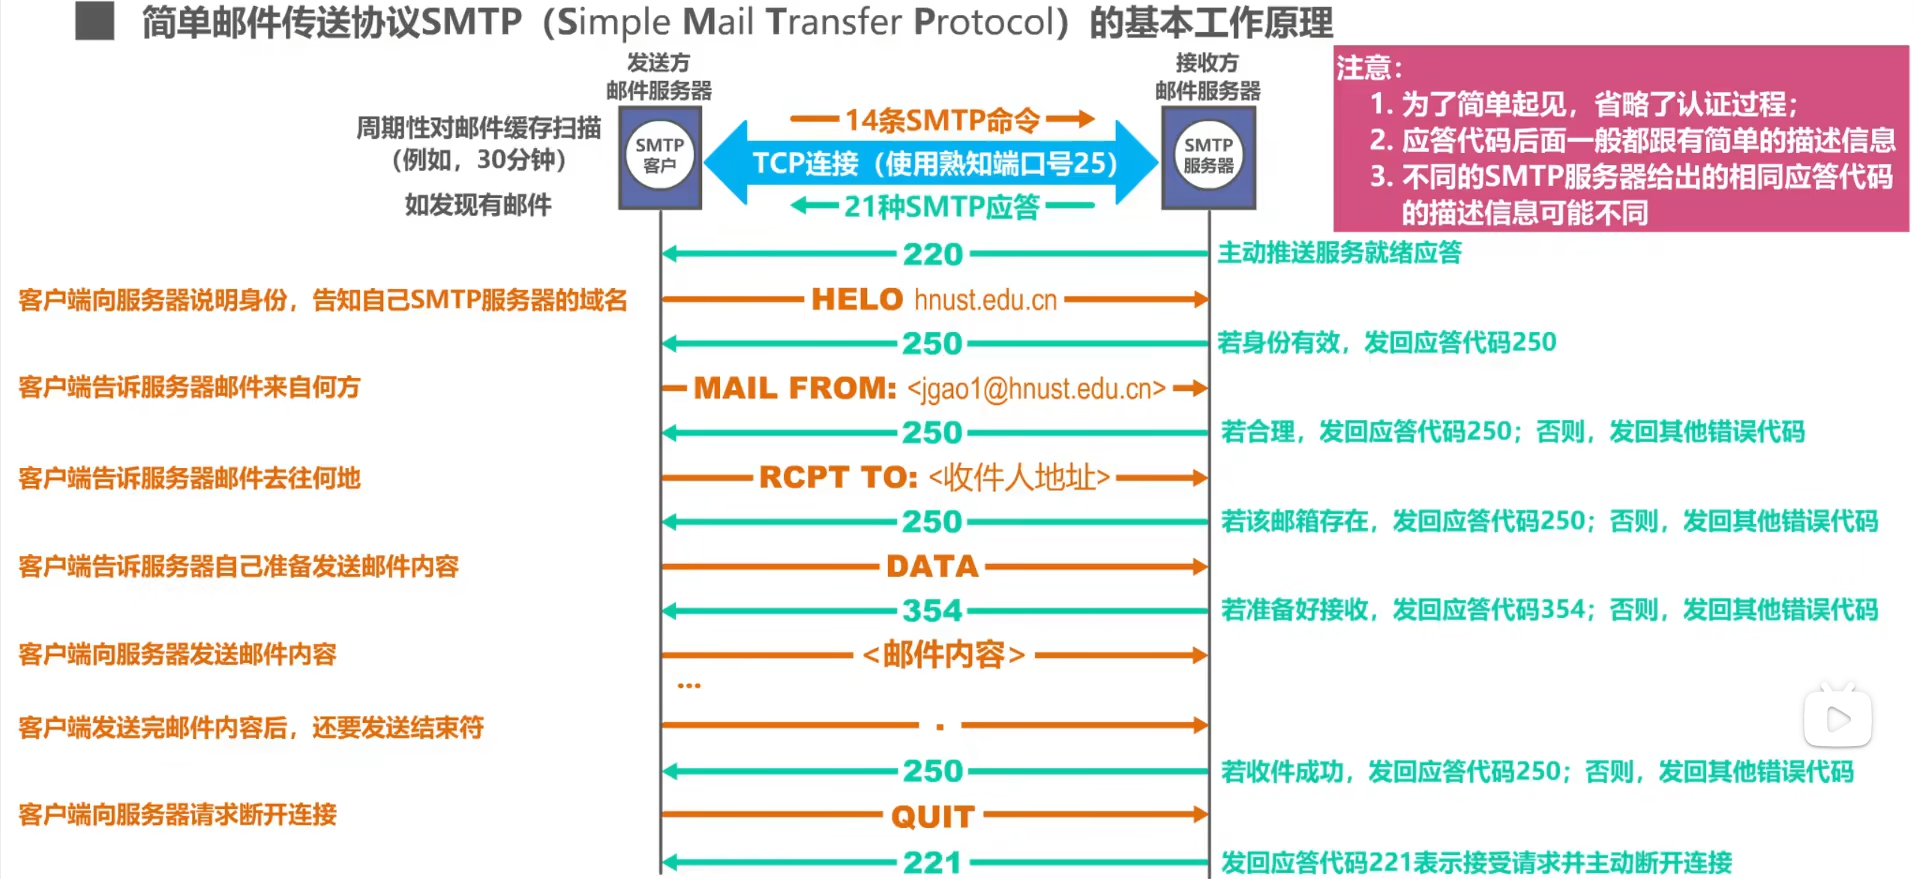 简单邮件传送协议SMTP（Simple Mail Transfer Protocol）的基本工作原理
发送方
邮件服务器
接收方
邮件服务器
注意：
1. 为了简单起见，省略了认证过程；
2. 应答代码后面一般都跟有简单的描述信息
3. 不同的SMTP服务器给出的相同应答代码
的描述信息可能不同
周期性对邮件缓存扫描
（例如，30分钟）
如发现有邮件
SMTP
客户
14条SMTP命令
TCP连接（使用熟知端口号25）
21种SMTP应答
SMTP
服务器
220
主动推送服务就绪应答
客户端向服务器说明身份，告知自己SMTP服务器的域名
HELO hnust.edu.cn
250
若身份有效，发回应答代码250
客户端告诉服务器邮件来自何方
MAIL FROM: <jgao1@hnust.edu.cn>
250
若合理，发回应答代码250；否则，发回其他错误代码
客户端告诉服务器邮件去往何地
RCPT TO: <收件人地址>
250
若该邮箱存在，发回应答代码250；否则，发回其他错误代码
客户端告诉服务器自己准备发送邮件内容
DATA
354
若准备好接收，发回应答代码354；否则，发回其他错误代码
客户端向服务器发送邮件内容
<邮件内容>
...
客户端发送完邮件内容后，还要发送结束符
.
250
若收件成功，发回应答代码250；否则，发回其他错误代码
客户端向服务器请求断开连接
QUIT
221
发回应答代码221表示接受请求并主动断开连接